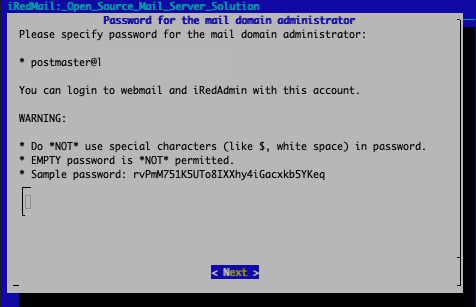 iRedMail:_Open_Source_Mail_Server_Solution
Password for the mail domain administrator
Please specify password for the mail domain administrator:
* postmaster@l
You can login to webmail and iRedAdmin with this account.
WARNING:
* Do *NOT* use special characters (like $, white space) in password.
* EMPTY password is *NOT* permitted.
* Sample password: rvPmM751K5UTo8IXXhy4iGacxkb5YKeq
< Next >